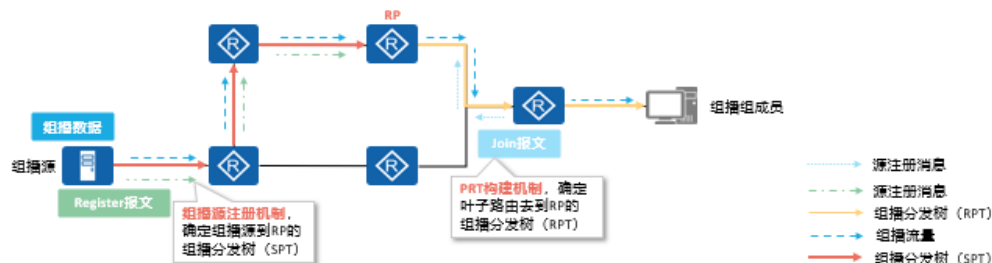 RP
R
R
R
组播组成员
组播数据
组播源
R
R
Join报文
Register报文
组播源注册机制,
确定组播源到RP的
组播分发树（SPT）
PRT构建机制，确定
叶子路由去到RP的
组播分发树（RPT）
源注册消息
源注册消息
组播分发树（RPT）
组播流量
组播分发树（SPT）